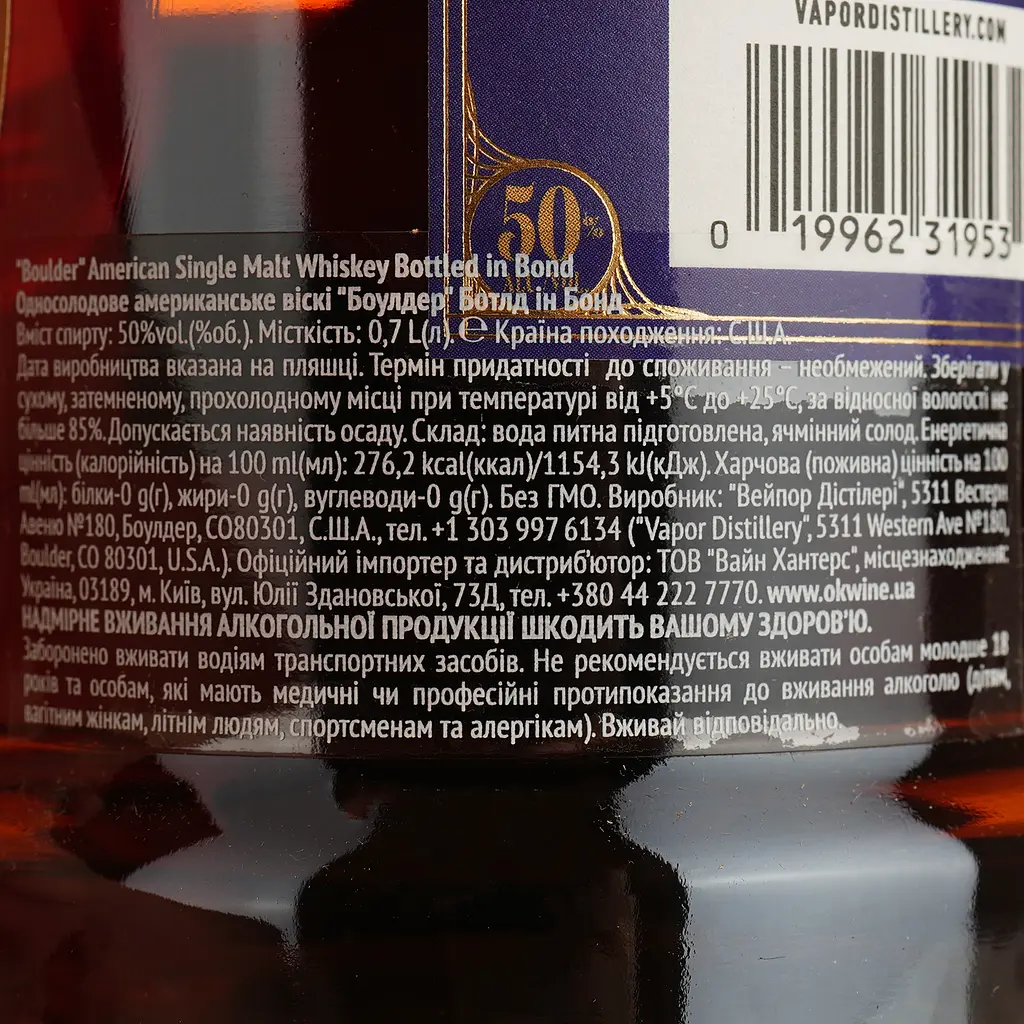 VAPORDISTILLERY.COM
0 19962 31953
50%
ALC. VOL.
"Boulder" American Single Malt Whiskey Bottled in Bond
Односолодове американське віскі "Боулдер" Ботлд ін Бонд
Вміст спирту: 50%vol.(%об.). Місткість: 0,7 L(л). ℮ Країна походження: С.Ш.А.
Дата виробництва вказана на пляшці. Термін придатності до споживання – необмежений. Зберігати у
сухому, затемненому, прохолодному місці при температурі від +5°С до +25°С, за відносної вологості не
більше 85%. Допускається наявність осаду. Склад: вода питна підготовлена, ячмінний солод. Енергетична
цінність (калорійність) на 100 ml(мл): 276,2 kcal(ккал)/1154,3 kJ(кДж). Харчова (поживна) цінність на 100
ml(мл): білки-0 g(г), жири-0 g(г), вуглеводи-0 g(г). Без ГМО. Виробник: "Вейпор Дістілері", 5311 Вестерн
Авеню №180, Боулдер, СО80301, С.Ш.А., тел. +1 303 997 6134 ("Vapor Distillery", 5311 Western Ave №180,
Boulder, CO 80301, U.S.A.). Офіційний імпортер та дистриб'ютор: ТОВ "Вайн Хантерс", місцезнаходження:
Україна, 03189, м. Київ, вул. Юлії Здановської, 73Д, тел. +380 44 222 7770. www.okwine.ua
НАДМІРНЕ ВЖИВАННЯ АЛКОГОЛЬНОЇ ПРОДУКЦІЇ ШКОДИТЬ ВАШОМУ ЗДОРОВ'Ю.
Заборонено вживати водіям транспортних засобів. Не рекомендується вживати особам молодше 18
років та особам, які мають медичні чи професійні протипоказання до вживання алкоголю (дітям,
вагітним жінкам, літнім людям, спортсменам та алергікам). Вживай відповідально.